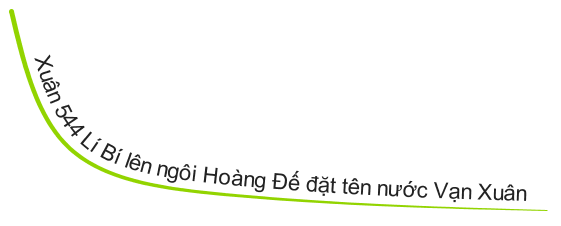 Xuân 544 Lí Bí lên ngôi Hoàng Đế đặt tên nước Vạn Xuân